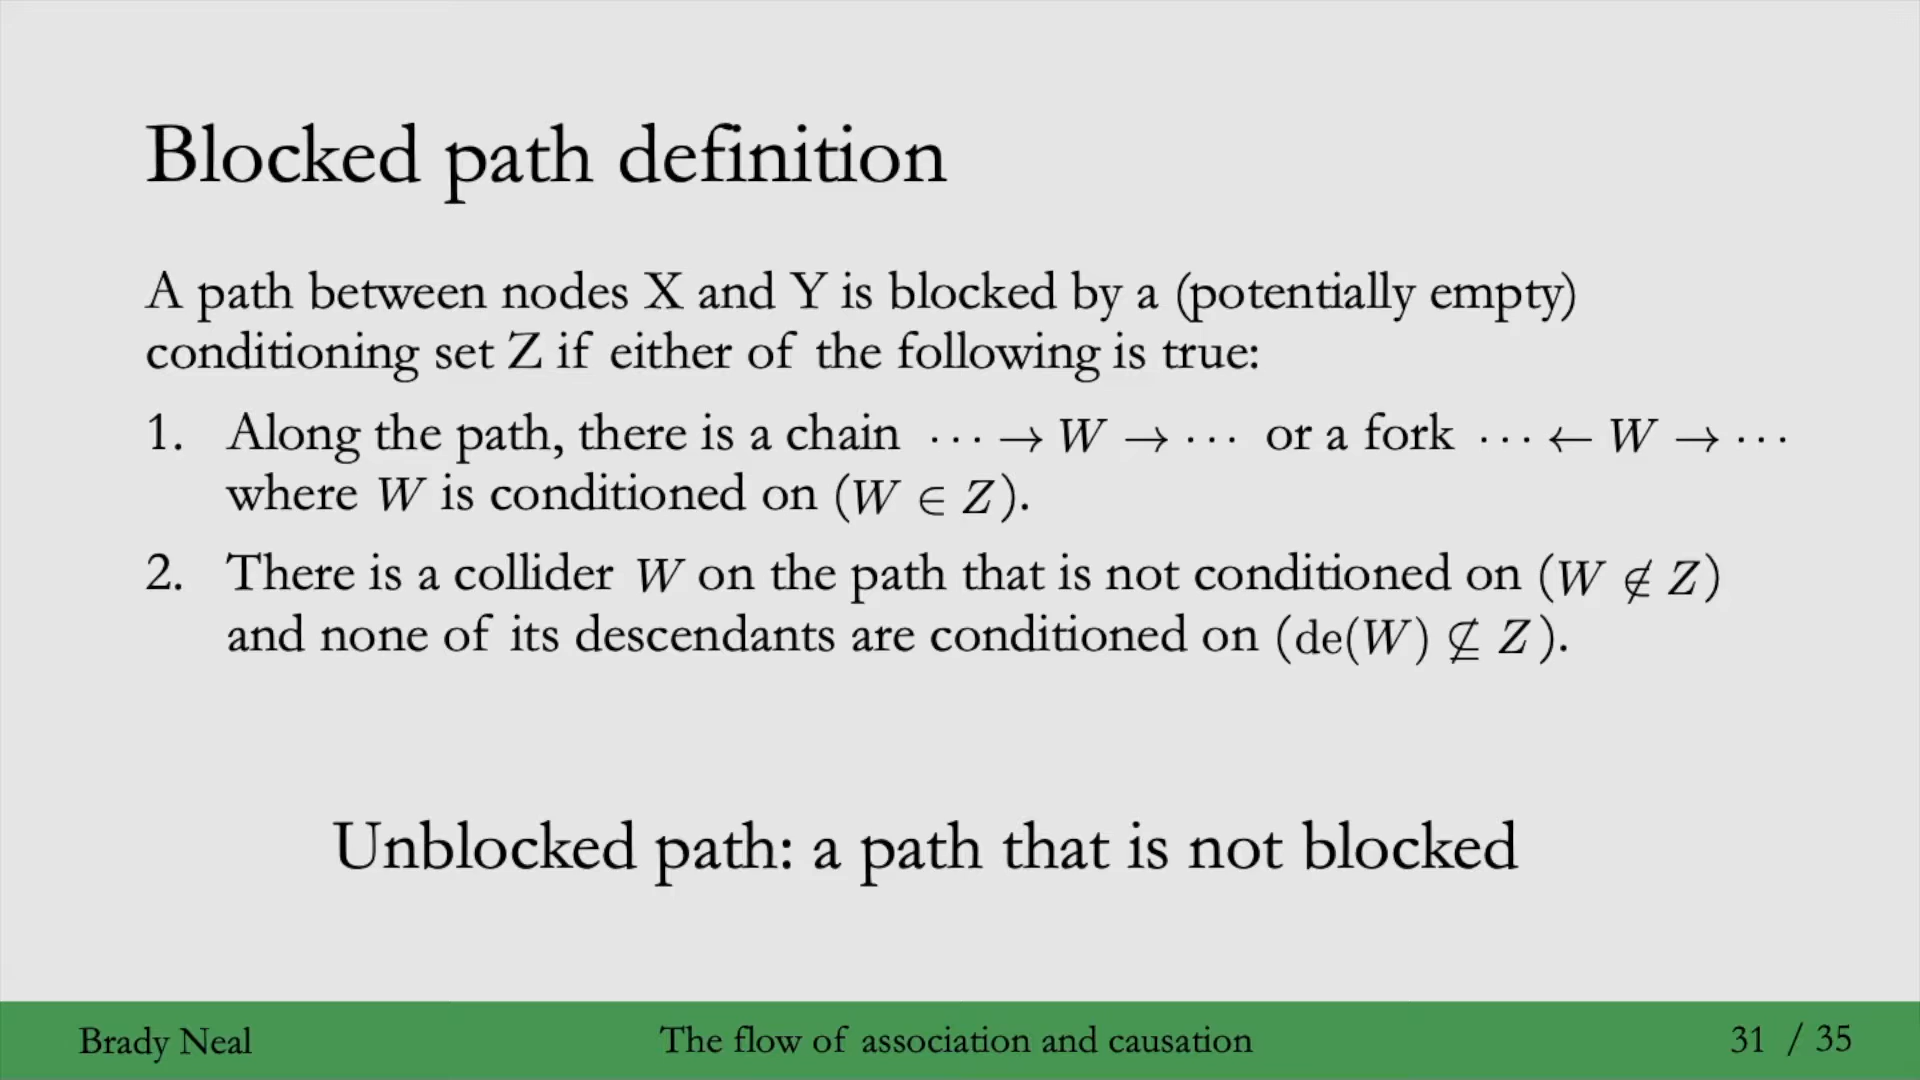 Blocked path definition
A path between nodes X and Y is blocked by a (potentially empty)
conditioning set Z if either of the following is true:
1. Along the path, there is a chain ⋯ → W → ⋯ or a fork ⋯ ← W → ⋯
where W is conditioned on (W ∈ Z).
2. There is a collider W on the path that is not conditioned on (W ∉ Z)
and none of its descendants are conditioned on (de(W) ⊈ Z).
Unblocked path: a path that is not blocked
Brady Neal The flow of association and causation 31 / 35